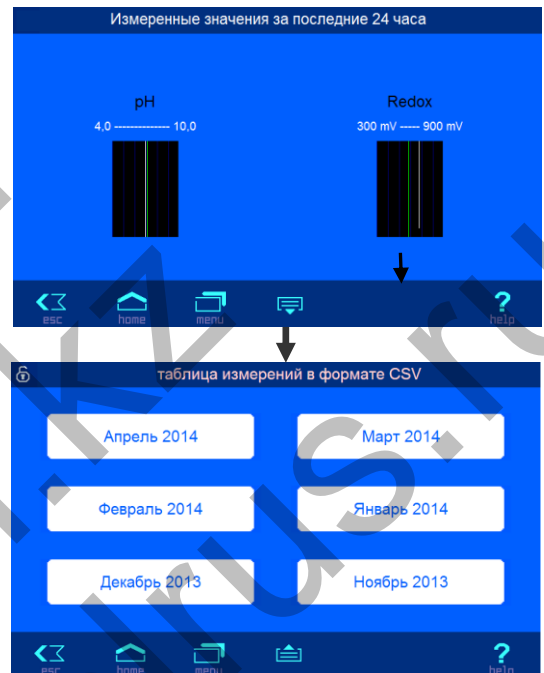 Измеренные значения за последние 24 часа
pH Redox
4,0 -------------- 10,0 300 mV ----- 900 mV
esc home menu ? help
таблица измерений в формате CSV
Апрель 2014 Март 2014
Февраль 2014 Январь 2014
Декабрь 2013 Ноябрь 2013
esc home menu ? help